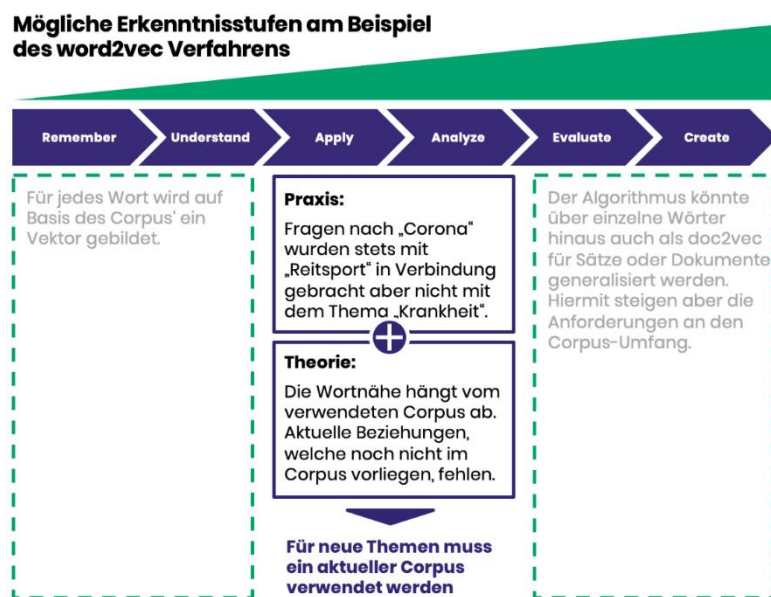 Mögliche Erkenntnisstufen am Beispiel
des word2vec Verfahrens
Remember
Understand
Apply
Analyze
Evaluate
Create
Für jedes Wort wird auf
Basis des Corpus' ein
Vektor gebildet.
Praxis:
Fragen nach „Corona“
wurden stets mit
„Reitsport“ in Verbindung
gebracht aber nicht mit
dem Thema „Krankheit“.
Theorie:
Die Wortnähe hängt vom
verwendeten Corpus ab.
Aktuelle Beziehungen,
welche noch nicht im
Corpus vorliegen, fehlen.
Für neue Themen muss
ein aktueller Corpus
verwendet werden
Der Algorithmus könnte
über einzelne Wörter
hinaus auch als doc2vec
für Sätze oder Dokumente
generalisiert werden.
Hiermit steigen aber die
Anforderungen an den
Corpus-Umfang.